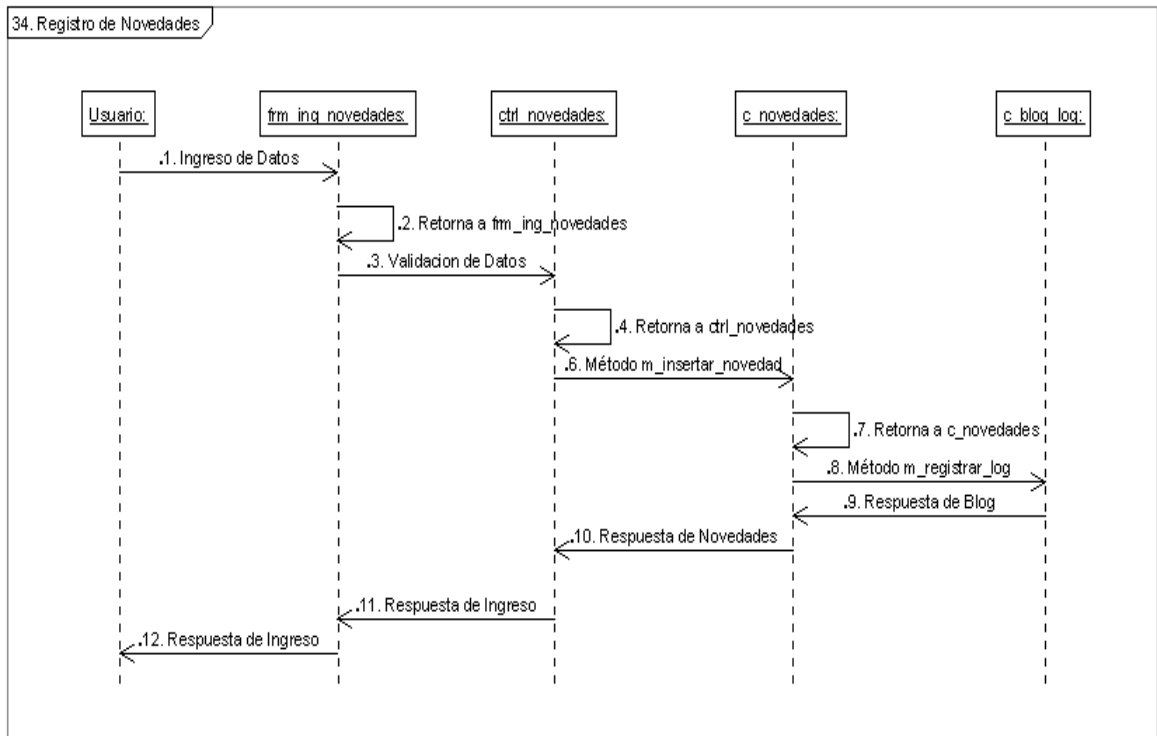 34. Registro de Novedades
Usuario:
frm_ing_novedades:
ctrl_novedades:
c_novedades:
c_blog_log:
.1. Ingreso de Datos
.2. Retorna a frm_ing_novedades
.3. Validacion de Datos
.4. Retorna a ctrl_novedades
.6. Método m_insertar_novedad
.7. Retorna a c_novedades
.8. Método m_registrar_log
.9. Respuesta de Blog
.10. Respuesta de Novedades
.11. Respuesta de Ingreso
.12. Respuesta de Ingreso